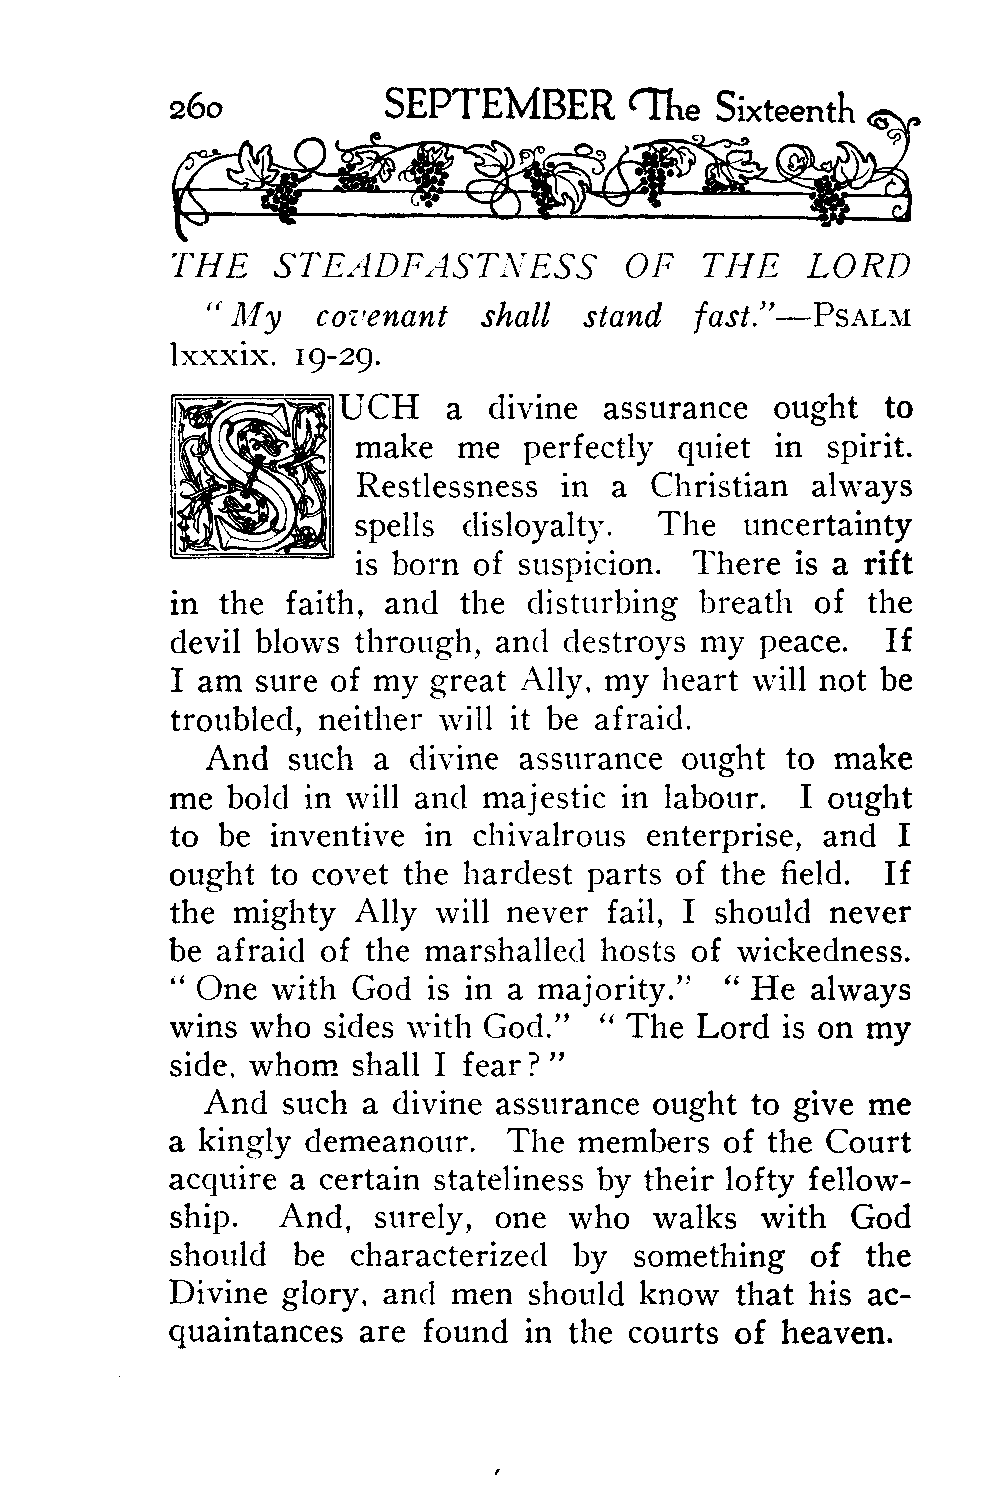 260 SEPTEMBER The Sixteenth
THE STEADFASTNESS OF THE LORD
"My covenant shall stand fast."—PSALM
lxxxix. 19-29.
SUCH a divine assurance ought to
make me perfectly quiet in spirit.
Restlessness in a Christian always
spells disloyalty. The uncertainty
is born of suspicion. There is a rift
in the faith, and the disturbing breath of the
devil blows through, and destroys my peace. If
I am sure of my great Ally, my heart will not be
troubled, neither will it be afraid.
And such a divine assurance ought to make
me bold in will and majestic in labour. I ought
to be inventive in chivalrous enterprise, and I
ought to covet the hardest parts of the field. If
the mighty Ally will never fail, I should never
be afraid of the marshalled hosts of wickedness.
"One with God is in a majority." "He always
wins who sides with God." "The Lord is on my
side, whom shall I fear?"
And such a divine assurance ought to give me
a kingly demeanour. The members of the Court
acquire a certain stateliness by their lofty fellow-
ship. And, surely, one who walks with God
should be characterized by something of the
Divine glory, and men should know that his ac-
quaintances are found in the courts of heaven.